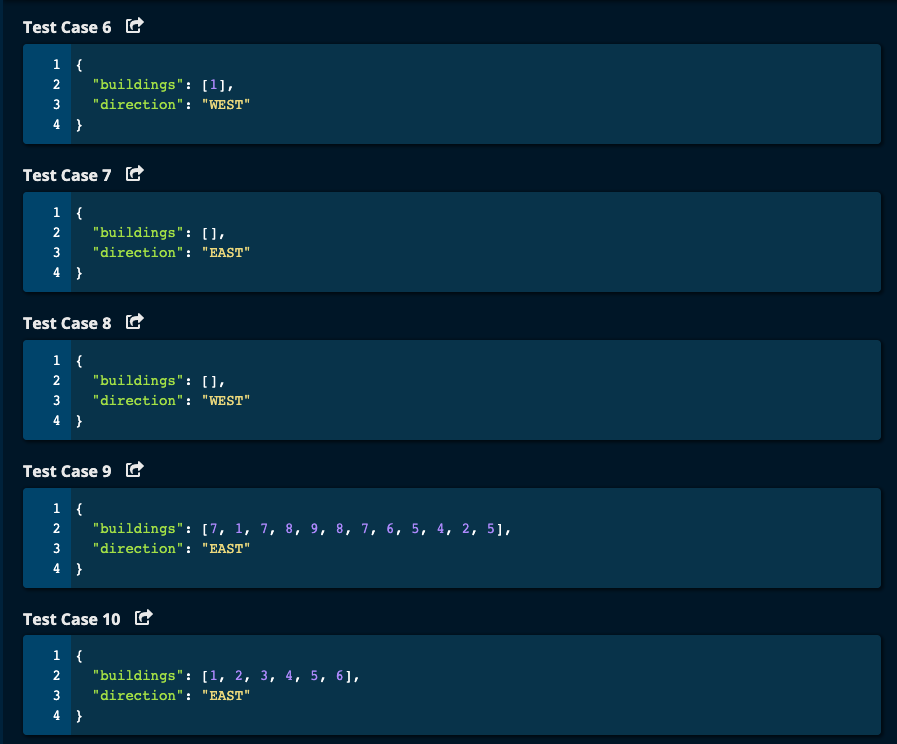 Test Case 6
1 {
2   "buildings": [1],
3   "direction": "WEST"
4 }
Test Case 7
1 {
2   "buildings": [],
3   "direction": "EAST"
4 }
Test Case 8
1 {
2   "buildings": [],
3   "direction": "WEST"
4 }
Test Case 9
1 {
2   "buildings": [7, 1, 7, 8, 9, 8, 7, 6, 5, 4, 2, 5],
3   "direction": "EAST"
4 }
Test Case 10
1 {
2   "buildings": [1, 2, 3, 4, 5, 6],
3   "direction": "EAST"
4 }